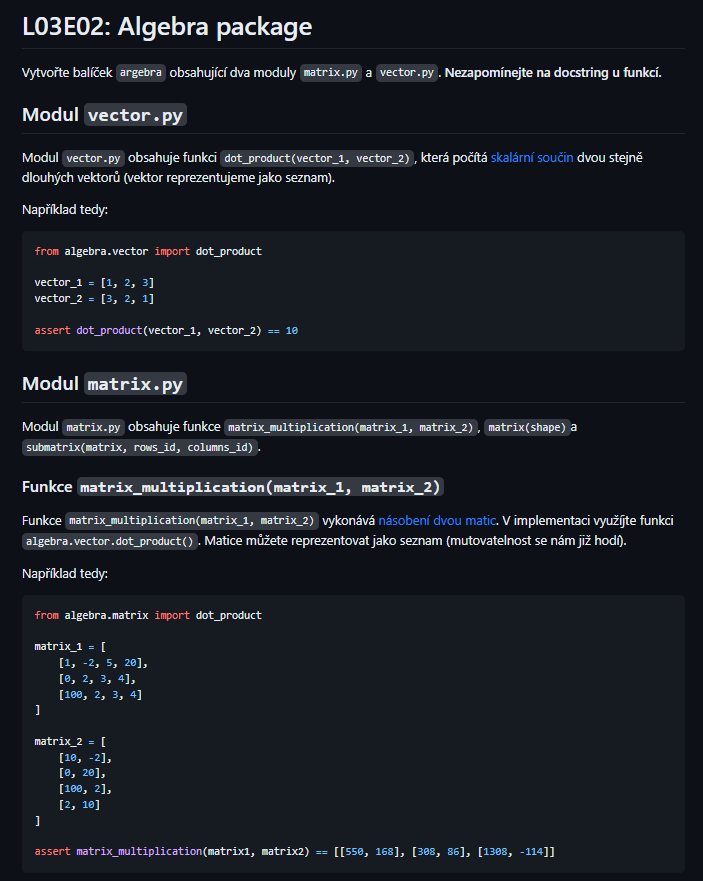 L03E02: Algebra package
Vytvořte balíček argebra obsahující dva moduly matrix.py a vector.py. Nezapomínejte na docstring u funkcí.
Modul vector.py
Modul vector.py obsahuje funkci dot_product(vector_1, vector_2), která počítá skalární součin dvou stejně
dlouhých vektorů (vektor reprezentujeme jako seznam).
Například tedy:
from algebra.vector import dot_product
vector_1 = [1, 2, 3]
vector_2 = [3, 2, 1]
assert dot_product(vector_1, vector_2) == 10
Modul matrix.py
Modul matrix.py obsahuje funkce matrix_multiplication(matrix_1, matrix_2), matrix(shape) a
submatrix(matrix, rows_id, columns_id).
Funkce matrix_multiplication(matrix_1, matrix_2)
Funkce matrix_multiplication(matrix_1, matrix_2) vykonává násobení dvou matic. V implementaci využíjte funkci
algebra.vector.dot_product(). Matice můžete reprezentovat jako seznam (mutovatelnost se nám již hodí).
Například tedy:
from algebra.matrix import dot_product
matrix_1 = [
    [1, -2, 5, 20],
    [0, 2, 3, 4],
    [100, 2, 3, 4]
]
matrix_2 = [
    [10, -2],
    [0, 20],
    [100, 2],
    [2, 10]
]
assert matrix_multiplication(matrix1, matrix2) == [[550, 168], [308, 86], [1308, -114]]